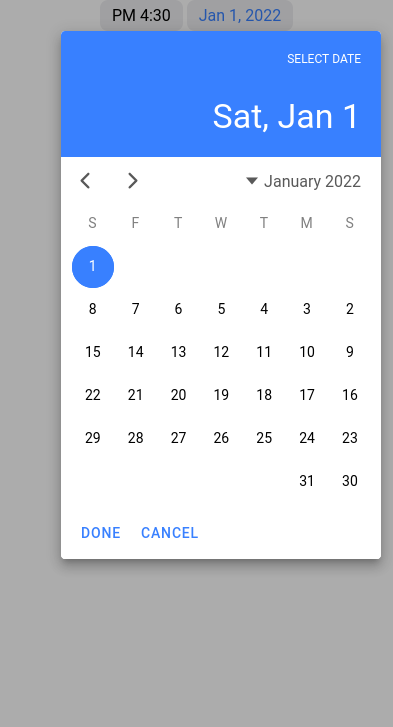 PM 4:30 Jan 1, 2022
SELECT DATE
Sat, Jan 1
January 2022
S F T W T M S
1
8 7 6 5 4 3 2
15 14 13 12 11 10 9
22 21 20 19 18 17 16
29 28 27 26 25 24 23
31 30
DONE CANCEL